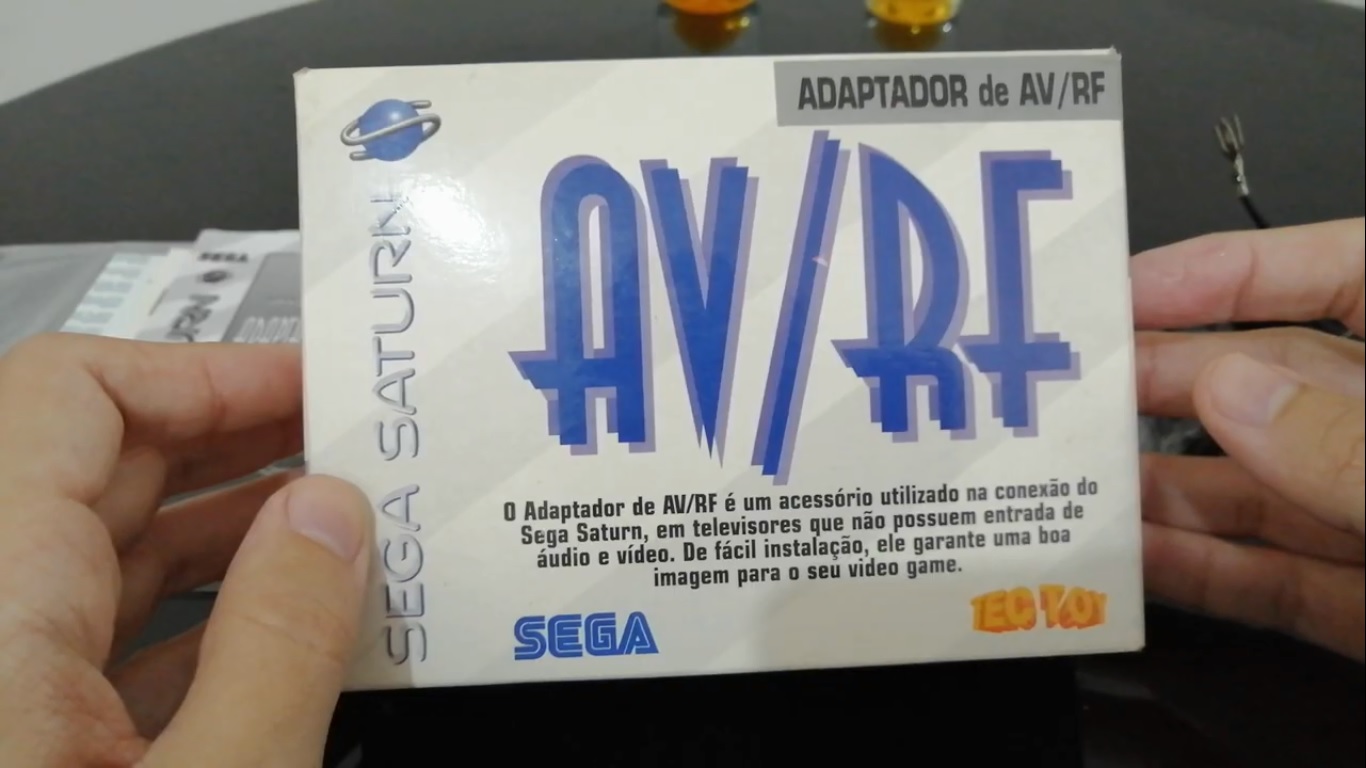 ADAPTADOR de AV/RF
AV/RF
SEGA SATURN
O Adaptador de AV/RF é um acessório utilizado na conexão do
Sega Saturn, em televisores que não possuem entrada de
áudio e vídeo. De fácil instalação, ele garante uma boa
imagem para o seu video game.
SEGA
TEC TOY
SEGA